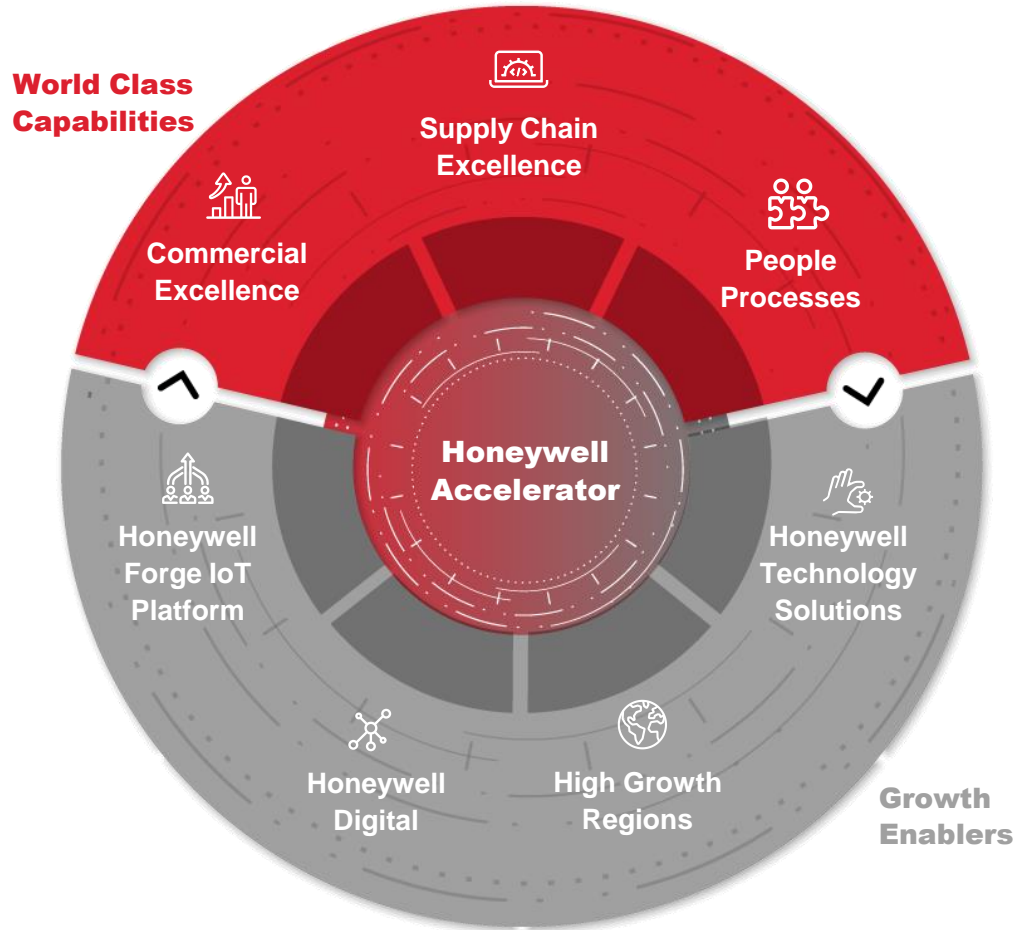 World Class
Capabilities
Supply Chain
Excellence
Commercial
Excellence
People
Processes
Honeywell
Accelerator
Honeywell
Forge IoT
Platform
Honeywell
Technology
Solutions
Honeywell
Digital
High Growth
Regions
Growth
Enablers